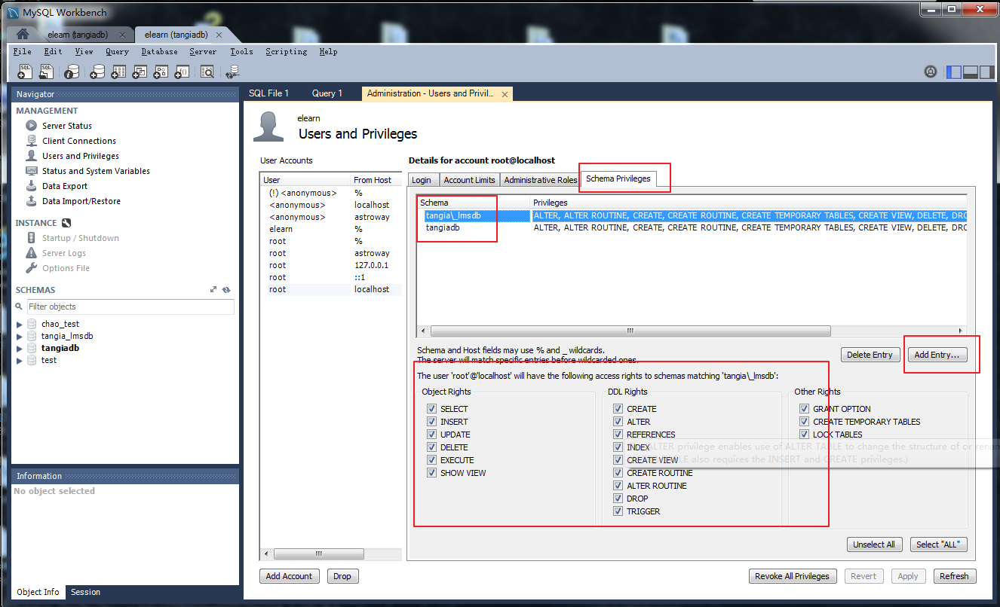 MySQL Workbench
elearn (tangiadb)
elearn (tangiadb)
File Edit View Query Database Server Tools Scripting Help
Navigator
MANAGEMENT
Server Status
Client Connections
Users and Privileges
Status and System Variables
Data Export
Data Import/Restore
INSTANCE
Startup / Shutdown
Server Logs
Options File
SCHEMAS
Filter objects
chao_test
tangia_lmsdb
tangiadb
test
Information
No object selected
Object Info Session
SQL File 1 Query 1 Administration - Users and Privil...
elearn
Users and Privileges
User Accounts
User From Host
(!) <anonymous> %
<anonymous> localhost
<anonymous> astroway
elearn %
root %
root astroway
root 127.0.0.1
root ::1
root localhost
Add Account Drop
Details for account root@localhost
Login Account Limits Administrative Roles Schema Privileges
Schema Privileges
tangia\_lmsdb ALTER, ALTER ROUTINE, CREATE, CREATE ROUTINE, CREATE TEMPORARY TABLES, CREATE VIEW, DELETE, DRO
tangiadb ALTER, ALTER ROUTINE, CREATE, CREATE ROUTINE, CREATE TEMPORARY TABLES, CREATE VIEW, DELETE, DRO
Schema and Host fields may use % and _ wildcards.
The server will match specific entries before wildcarded ones.
Delete Entry Add Entry...
The user 'root'@'localhost' will have the following access rights to schemas matching 'tangia\_lmsdb':
Object Rights
SELECT
INSERT
UPDATE
DELETE
EXECUTE
SHOW VIEW
DDL Rights
CREATE
ALTER
REFERENCES
INDEX
CREATE VIEW
CREATE ROUTINE
ALTER ROUTINE
DROP
TRIGGER
Other Rights
GRANT OPTION
CREATE TEMPORARY TABLES
LOCK TABLES
ALTER privilege enables use of ALTER TABLE to change the structure of or renam
also requires the INSERT and CREATE privileges.)
Unselect All Select "ALL"
Revoke All Privileges Revert Apply Refresh